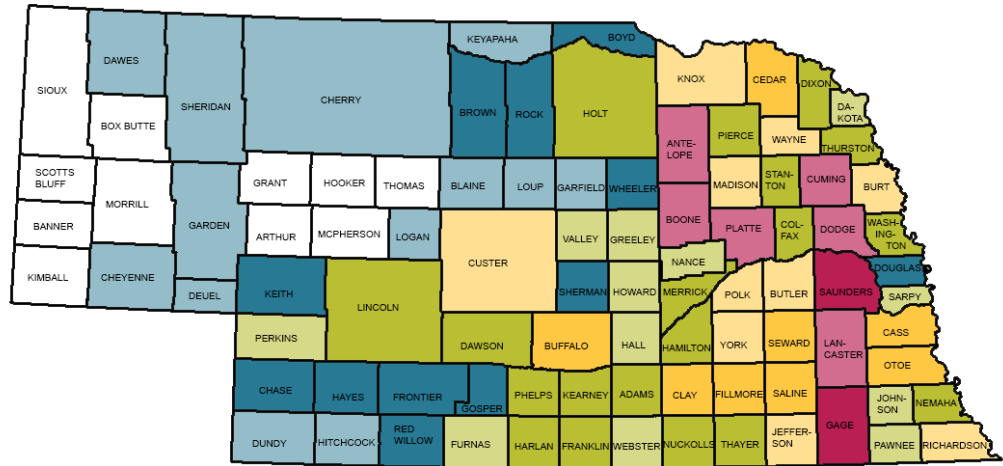 KEYAPAHA
BOYD
DAWES
SIOUX
SHERIDAN
CHERRY
BROWN
ROCK
HOLT
KNOX
CEDAR
DIXON
DA-
KOTA
BOX BUTTE
ANTE-
LOPE
PIERCE
WAYNE
THURSTON
SCOTTS
BLUFF
MORRILL
GARDEN
GRANT
HOOKER
THOMAS
BLAINE
LOUP
GARFIELD
WHEELER
MADISON
STAN-
TON
CUMING
BURT
BANNER
ARTHUR
MCPHERSON
LOGAN
CUSTER
VALLEY
GREELEY
BOONE
PLATTE
COL-
FAX
DODGE
WASH-
ING-
TON
KIMBALL
CHEYENNE
DEUEL
KEITH
LINCOLN
SHERMAN
HOWARD
NANCE
MERRICK
POLK
BUTLER
SAUNDERS
DOUGLAS
SARPY
PERKINS
DAWSON
BUFFALO
HALL
HAMILTON
YORK
SEWARD
LAN-
CASTER
CASS
OTOE
CHASE
HAYES
FRONTIER
GOSPER
PHELPS
KEARNEY
ADAMS
CLAY
FILLMORE
SALINE
GAGE
JOHN-
SON
NEMAHA
DUNDY
HITCHCOCK
RED
WILLOW
FURNAS
HARLAN
FRANKLIN
WEBSTER
NUCKOLLS
THAYER
JEFFER-
SON
PAWNEE
RICHARDSON